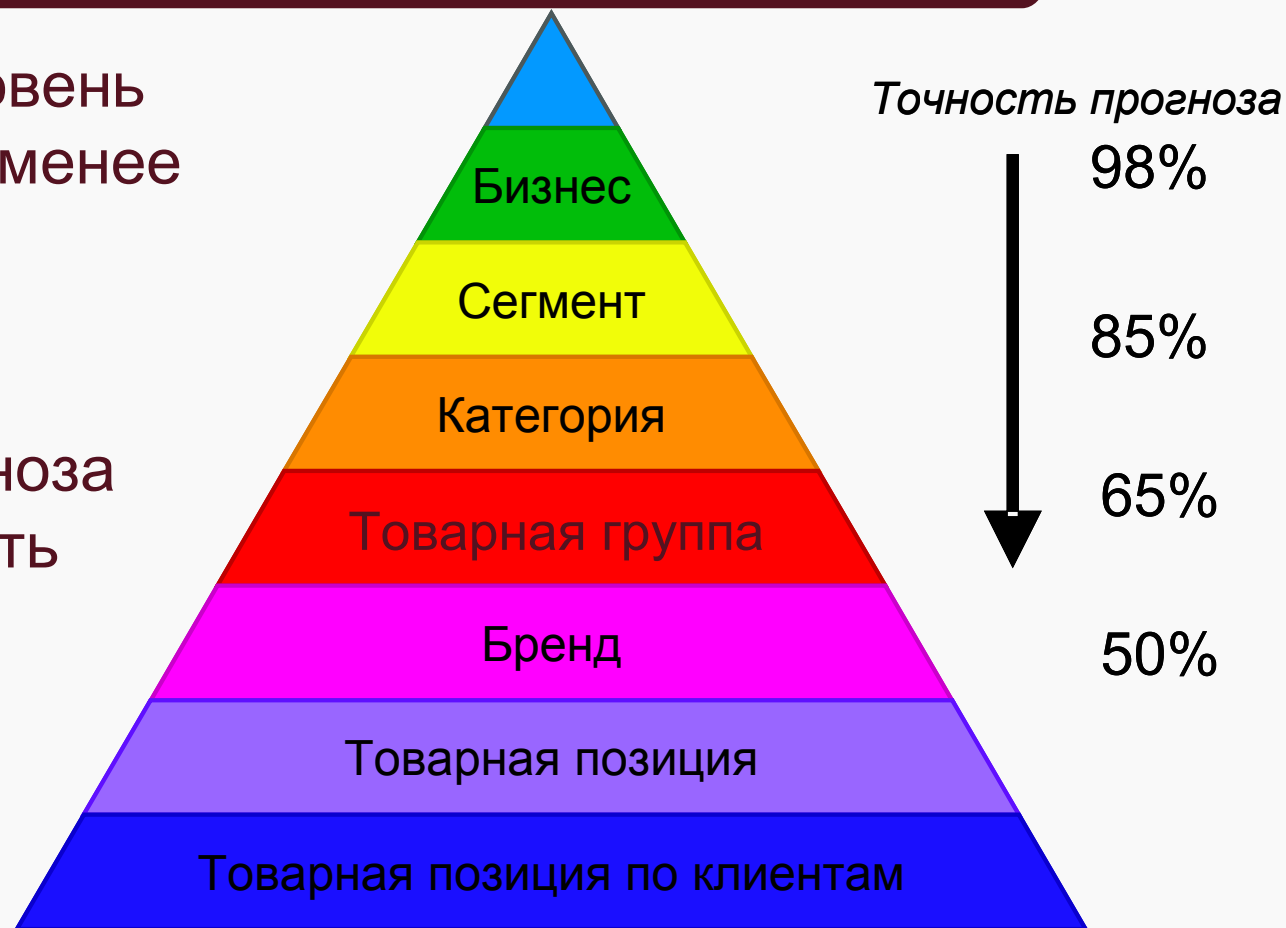 овень
менее
ноза
ть
Бизнес
Сегмент
Категория
Товарная группа
Бренд
Товарная позиция
Товарная позиция по клиентам
Точность прогноза
98%
85%
65%
50%